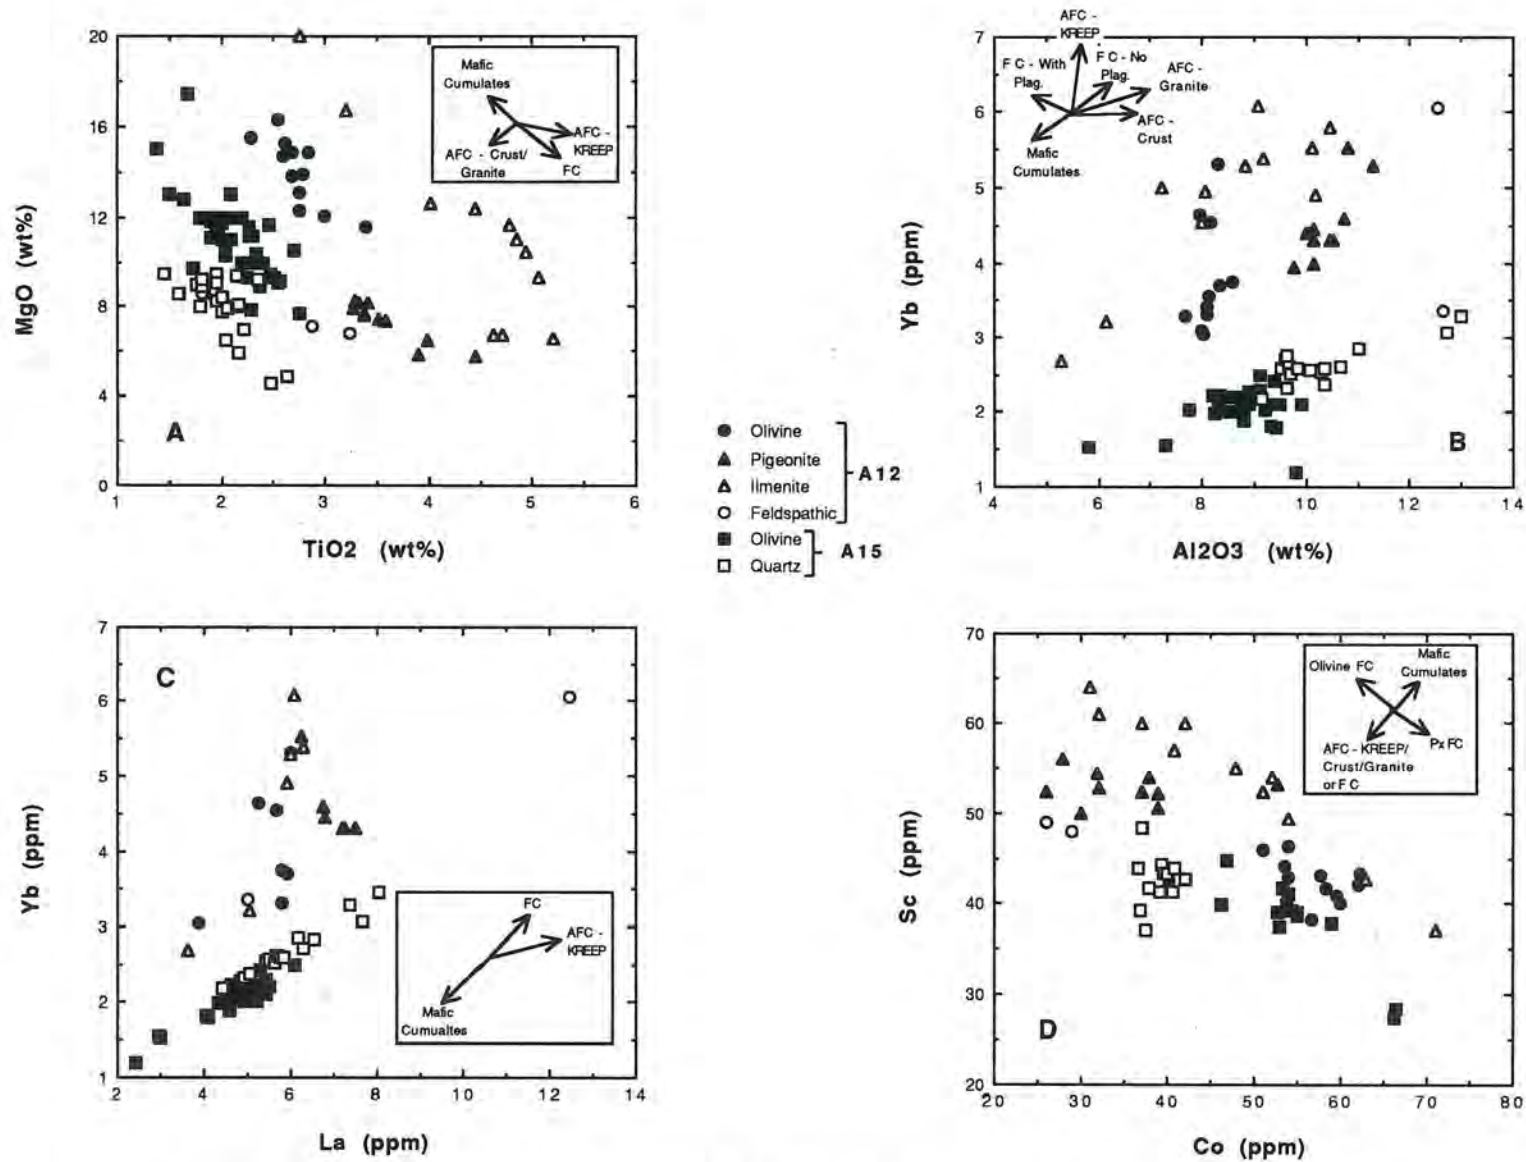 20
16
12
8
4
0
MgO (wt%)
Mafic
Cumulates
AFC -
KREEP
AFC - Crust/
Granite
FC
A
1 2 3 4 5 6
TiO2 (wt%)
7
6
5
4
3
2
1
Yb (ppm)
AFC -
KREEP
FC - With
Plag.
FC - No
Plag.
AFC -
Granite
AFC -
Crust
Mafic
Cumulates
B
4 6 8 10 12 14
Al2O3 (wt%)
Olivine
Pigeonite
Ilmenite
Feldspathic
A12
Olivine
Quartz
A15
7
6
5
4
3
2
1
Yb (ppm)
C
FC
AFC -
KREEP
Mafic
Cumualtes
2 4 6 8 10 12 14
La (ppm)
70
60
50
40
30
20
Sc (ppm)
Olivine FC
Mafic
Cumulates
AFC - KREEP/
Crust/Granite
or FC
Px FC
D
20 30 40 50 60 70 80
Co (ppm)